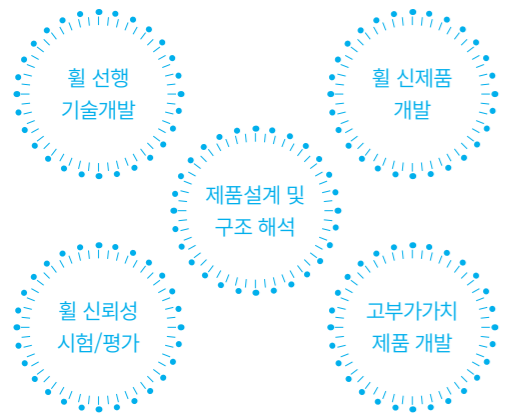 휠 선행
기술개발
휠 신제품
개발
제품설계 및
구조 해석
휠 신뢰성
시험/평가
고부가가치
제품 개발